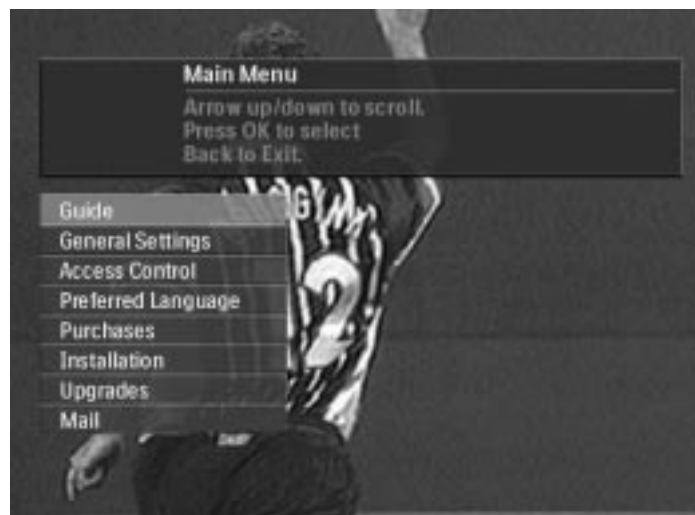 Main Menu
Arrow up/down to scroll.
Press OK to select
Back to Exit.
Guide
General Settings
Access Control
Preferred Language
Purchases
Installation
Upgrades
Mail
2